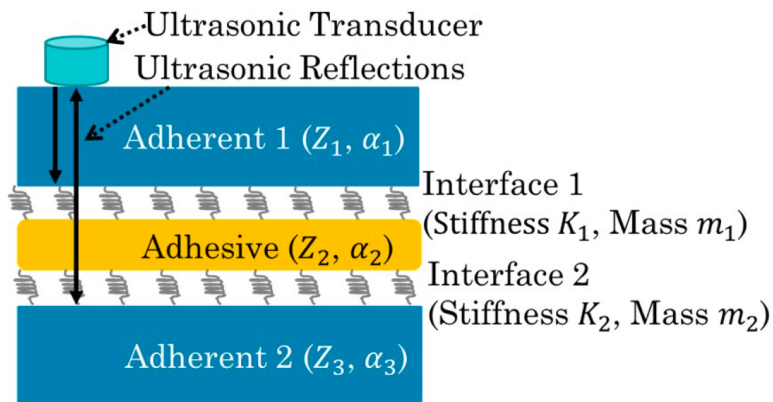 Ultrasonic Transducer
Ultrasonic Reflections
Adherent 1 (𝑍₁, 𝛼₁)
Interface 1
(Stiffness 𝐾₁, Mass 𝑚₁)
Adhesive (𝑍₂, 𝛼₂)
Interface 2
(Stiffness 𝐾₂, Mass 𝑚₂)
Adherent 2 (𝑍₃, 𝛼₃)